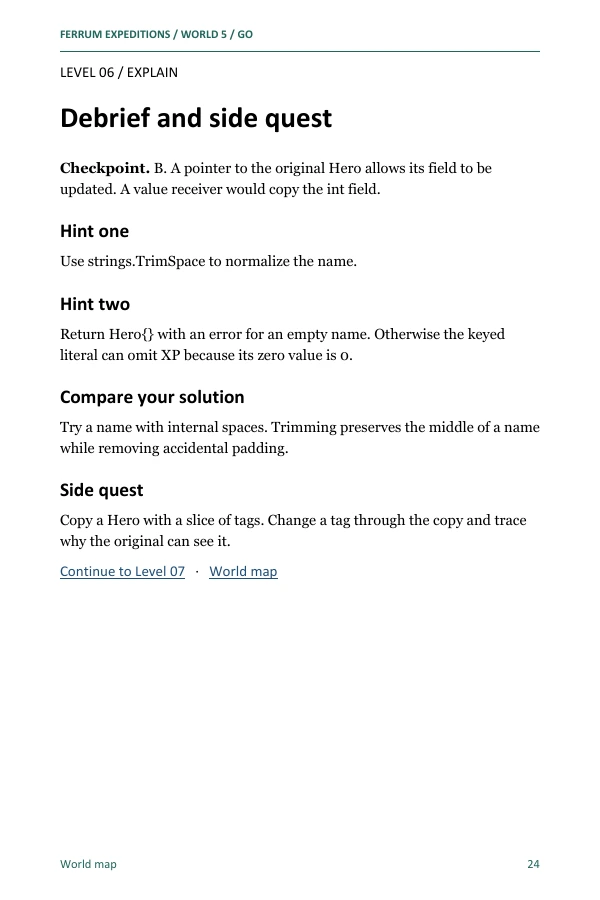 FERRUM EXPEDITIONS / WORLD 5 / GO
LEVEL 06 / EXPLAIN
Debrief and side quest
Checkpoint. B. A pointer to the original Hero allows its field to be
updated. A value receiver would copy the int field.
Hint one
Use strings.TrimSpace to normalize the name.
Hint two
Return Hero{} with an error for an empty name. Otherwise the keyed
literal can omit XP because its zero value is 0.
Compare your solution
Try a name with internal spaces. Trimming preserves the middle of a name
while removing accidental padding.
Side quest
Copy a Hero with a slice of tags. Change a tag through the copy and trace
why the original can see it.
Continue to Level 07 · World map
World map 24